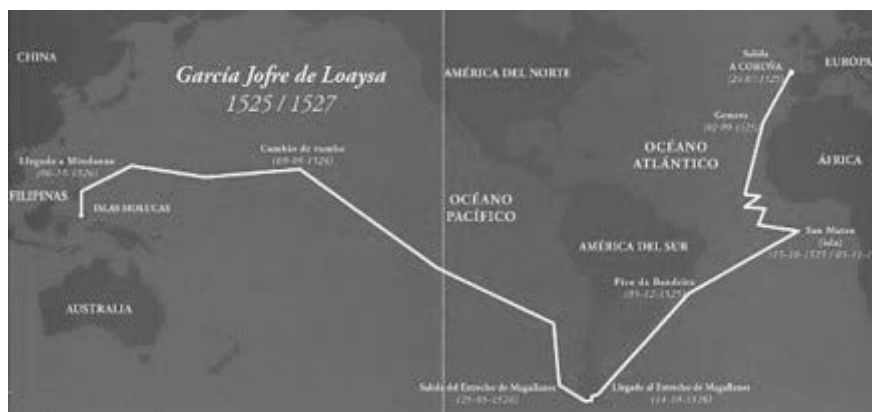 CHINA
García Jofre de Loaysa
1525 / 1527
AMÉRICA DEL NORTE
Salida
A CORUÑA
EUROPA
Gomera
OCÉANO
ATLÁNTICO
ÁFRICA
Cambio de rumbo
Llegada a Mindanao
FILIPINAS
ISLAS MOLUCAS
OCÉANO
PACÍFICO
AMÉRICA DEL SUR
San Mateo
(isla)
AUSTRALIA
Salida del Estrecho de Magallanes
Llegada al Estrecho de Magallanes